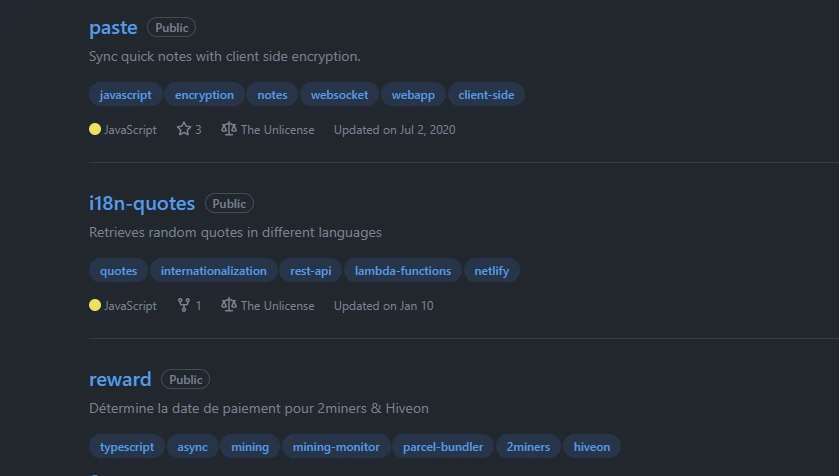 paste Public
Sync quick notes with client side encryption.
javascript encryption notes websocket webapp client-side
JavaScript 3 The Unlicense Updated on Jul 2, 2020
i18n-quotes Public
Retrieves random quotes in different languages
quotes internationalization rest-api lambda-functions netlify
JavaScript 1 The Unlicense Updated on Jan 10
reward Public
Détermine la date de paiement pour 2miners & Hiveon
typescript async mining mining-monitor parcel-bundler 2miners hiveon